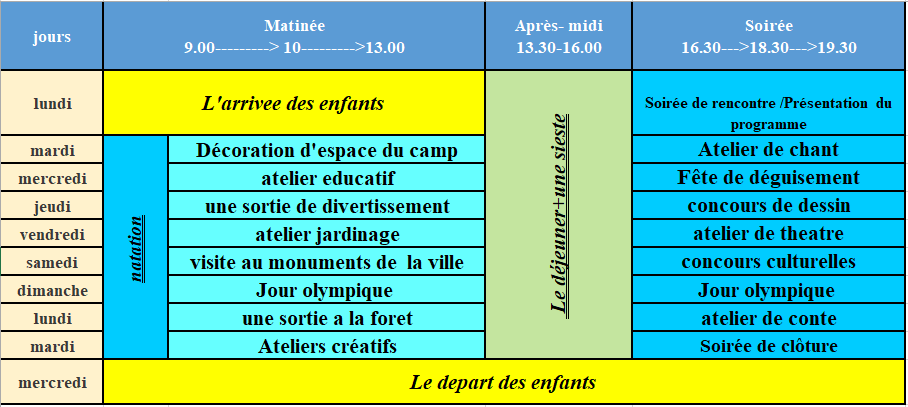 jours
Matinée
9.00---------> 10--------->13.00
Après- midi
13.30-16.00
Soirée
16.30--->18.30--->19.30
lundi
L'arrivee des enfants
Soirée de rencontre /Présentation du
programme
natation
Le déjeuner+une sieste
mardi
Décoration d'espace du camp
Atelier de chant
mercredi
atelier educatif
Fête de déguisement
jeudi
une sortie de divertissement
concours de dessin
vendredi
atelier jardinage
atelier de theatre
samedi
visite au monuments de la ville
concours culturelles
dimanche
Jour olympique
Jour olympique
lundi
une sortie a la foret
atelier de conte
mardi
Ateliers créatifs
Soirée de clôture
mercredi
Le depart des enfants